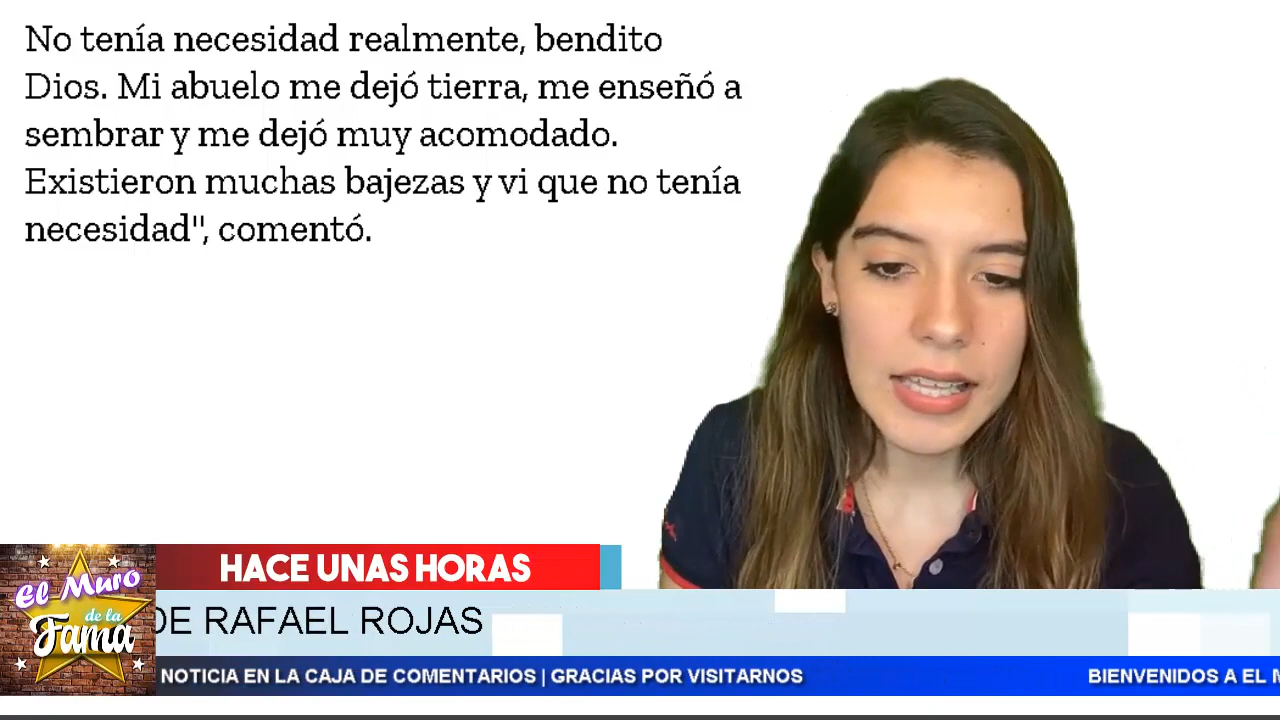 No tenía necesidad realmente, bendito
Dios. Mi abuelo me dejó tierra, me enseñó a
sembrar y me dejó muy acomodado.
Existieron muchas bajezas y vi que no tenía
necesidad", comentó.
HACE UNAS HORAS
El Muro
de la
Fama
DE RAFAEL ROJAS
NOTICIA EN LA CAJA DE COMENTARIOS | GRACIAS POR VISITARNOS
BIENVENIDOS A EL